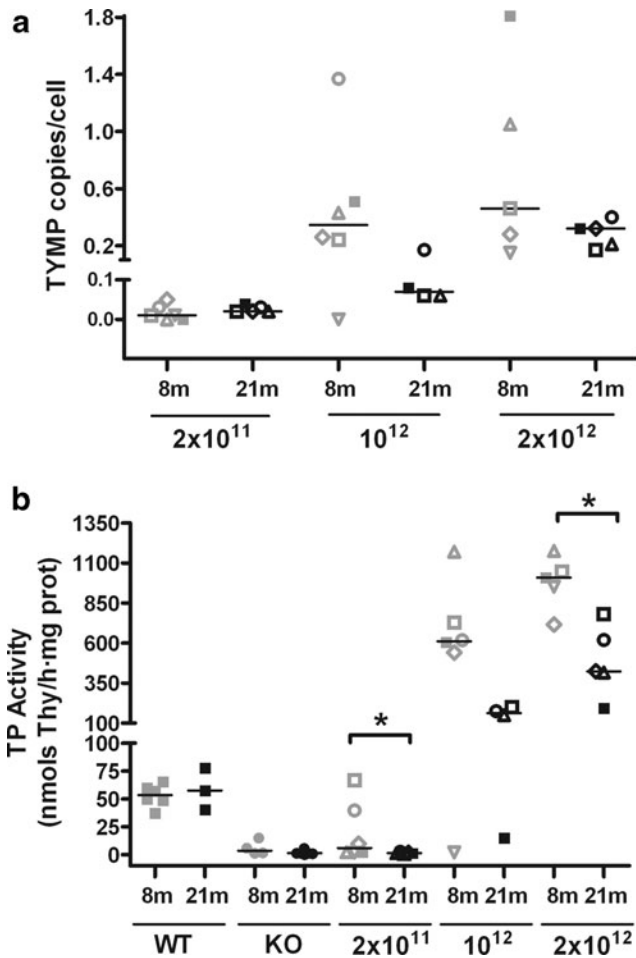 a
TYMP copies/cell
1.8
1.4
1.0
0.6
0.2
0.1
0.0
8m 21m 8m 21m 8m 21m
2x10¹¹ 10¹² 2x10¹²
b
TP Activity
(nmols Thy/h·mg prot)
1350
1100
850
600
350
100
75
50
25
0
* *
8m 21m 8m 21m 8m 21m 8m 21m 8m 21m
WT KO 2x10¹¹ 10¹² 2x10¹²